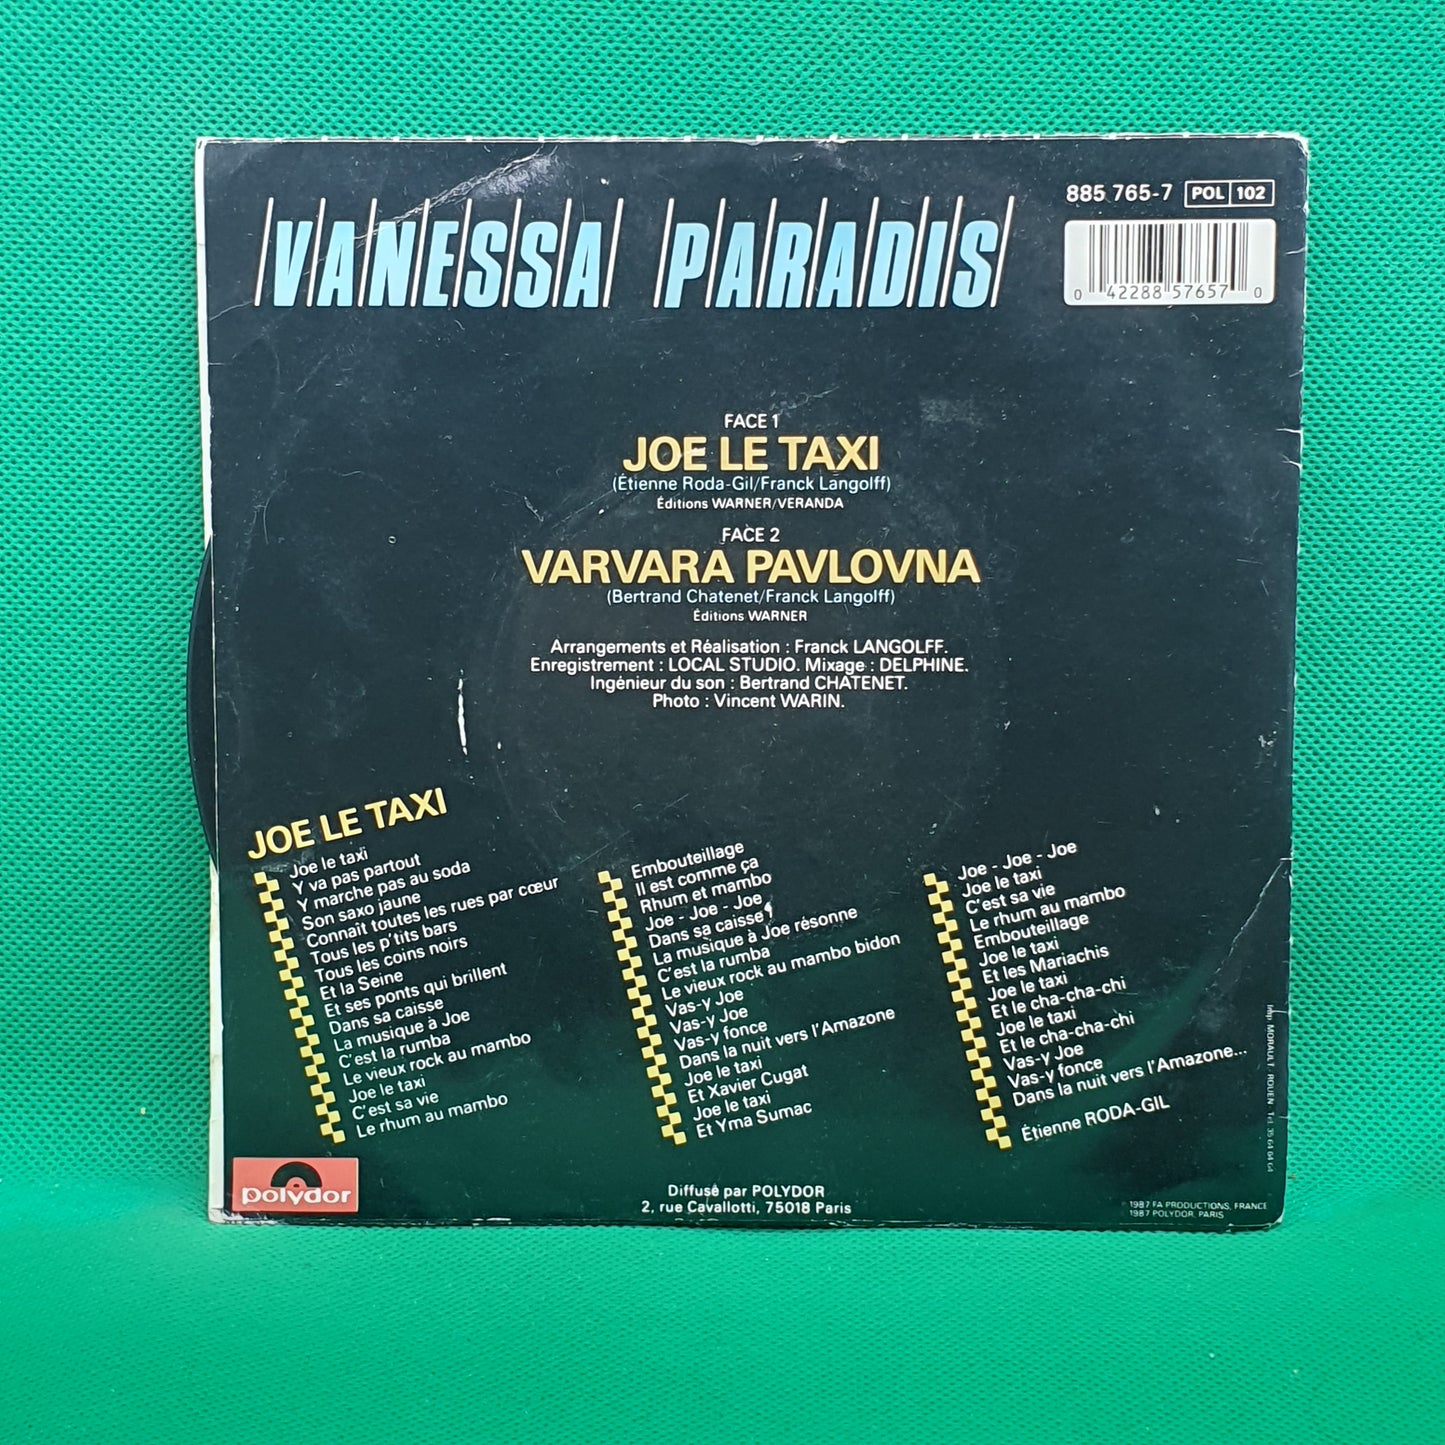 VANESSA PARADIS
885 765-7 POL 102
0 42288 57657 0
FACE 1
JOE LE TAXI
(Étienne Roda-Gil/Franck Langolff)
Éditions WARNER/VERANDA
FACE 2
VARVARA PAVLOVNA
(Bertrand Chatenet/Franck Langolff)
Éditions WARNER
Arrangements et Réalisation : Franck LANGOLFF.
Enregistrement : LOCAL STUDIO. Mixage : DELPHINE.
Ingénieur du son : Bertrand CHATENET.
Photo : Vincent WARIN.
JOE LE TAXI
Joe le taxi
Y va pas partout
Y marche pas au soda
Son saxo jaune
Connaît toutes les rues par cœur
Tous les p'tits bars
Tous les coins noirs
Et la Seine
Et ses ponts qui brillent
Dans sa caisse
La musique à Joe
C'est la rumba
Le vieux rock au mambo
Joe le taxi
C'est sa vie
Le rhum au mambo
Embouteillage
Il est comme ça
Rhum et mambo
Joe - Joe - Joe
Dans sa caisse
La musique à Joe résonne
C'est la rumba
Le vieux rock au mambo bidon
Vas-y Joe
Vas-y Joe
Vas-y fonce
Dans la nuit vers l'Amazone
Joe le taxi
Et Xavier Cugat
Joe le taxi
Et Yma Sumac
Joe - Joe - Joe
Joe le taxi
C'est sa vie
Le rhum au mambo
Embouteillage
Joe le taxi
Et les Mariachis
Joe le taxi
Et le cha-cha-chi
Joe le taxi
Et le cha-cha-chi
Vas-y Joe
Vas-y fonce
Dans la nuit vers l'Amazone...
Étienne RODA-GIL
Imp. MORAULT. ROUEN Tél. 35 64 04 64
polydor
Diffusé par POLYDOR
2, rue Cavallotti, 75018 Paris
1987 FA PRODUCTIONS, FRANCE
1987 POLYDOR, PARIS